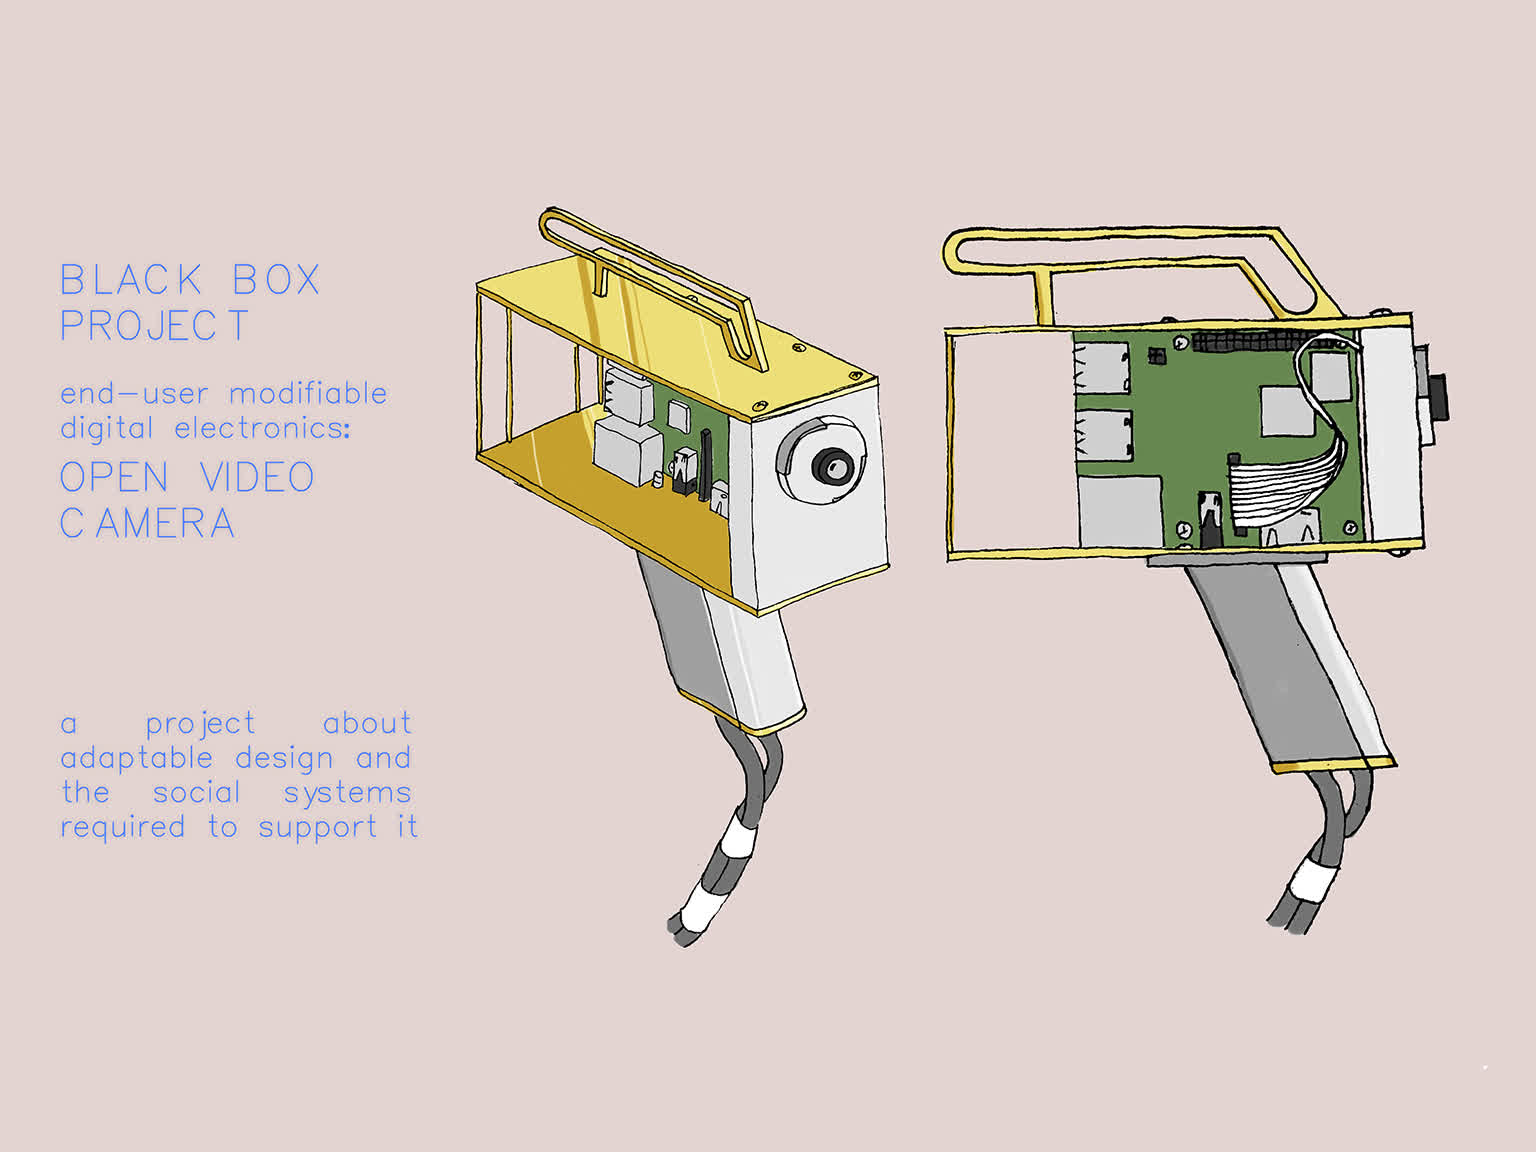 BLACK BOX
PROJECT
end-user modifiable
digital electronics:
OPEN VIDEO
CAMERA
a project about
adaptable design and
the social systems
required to support it